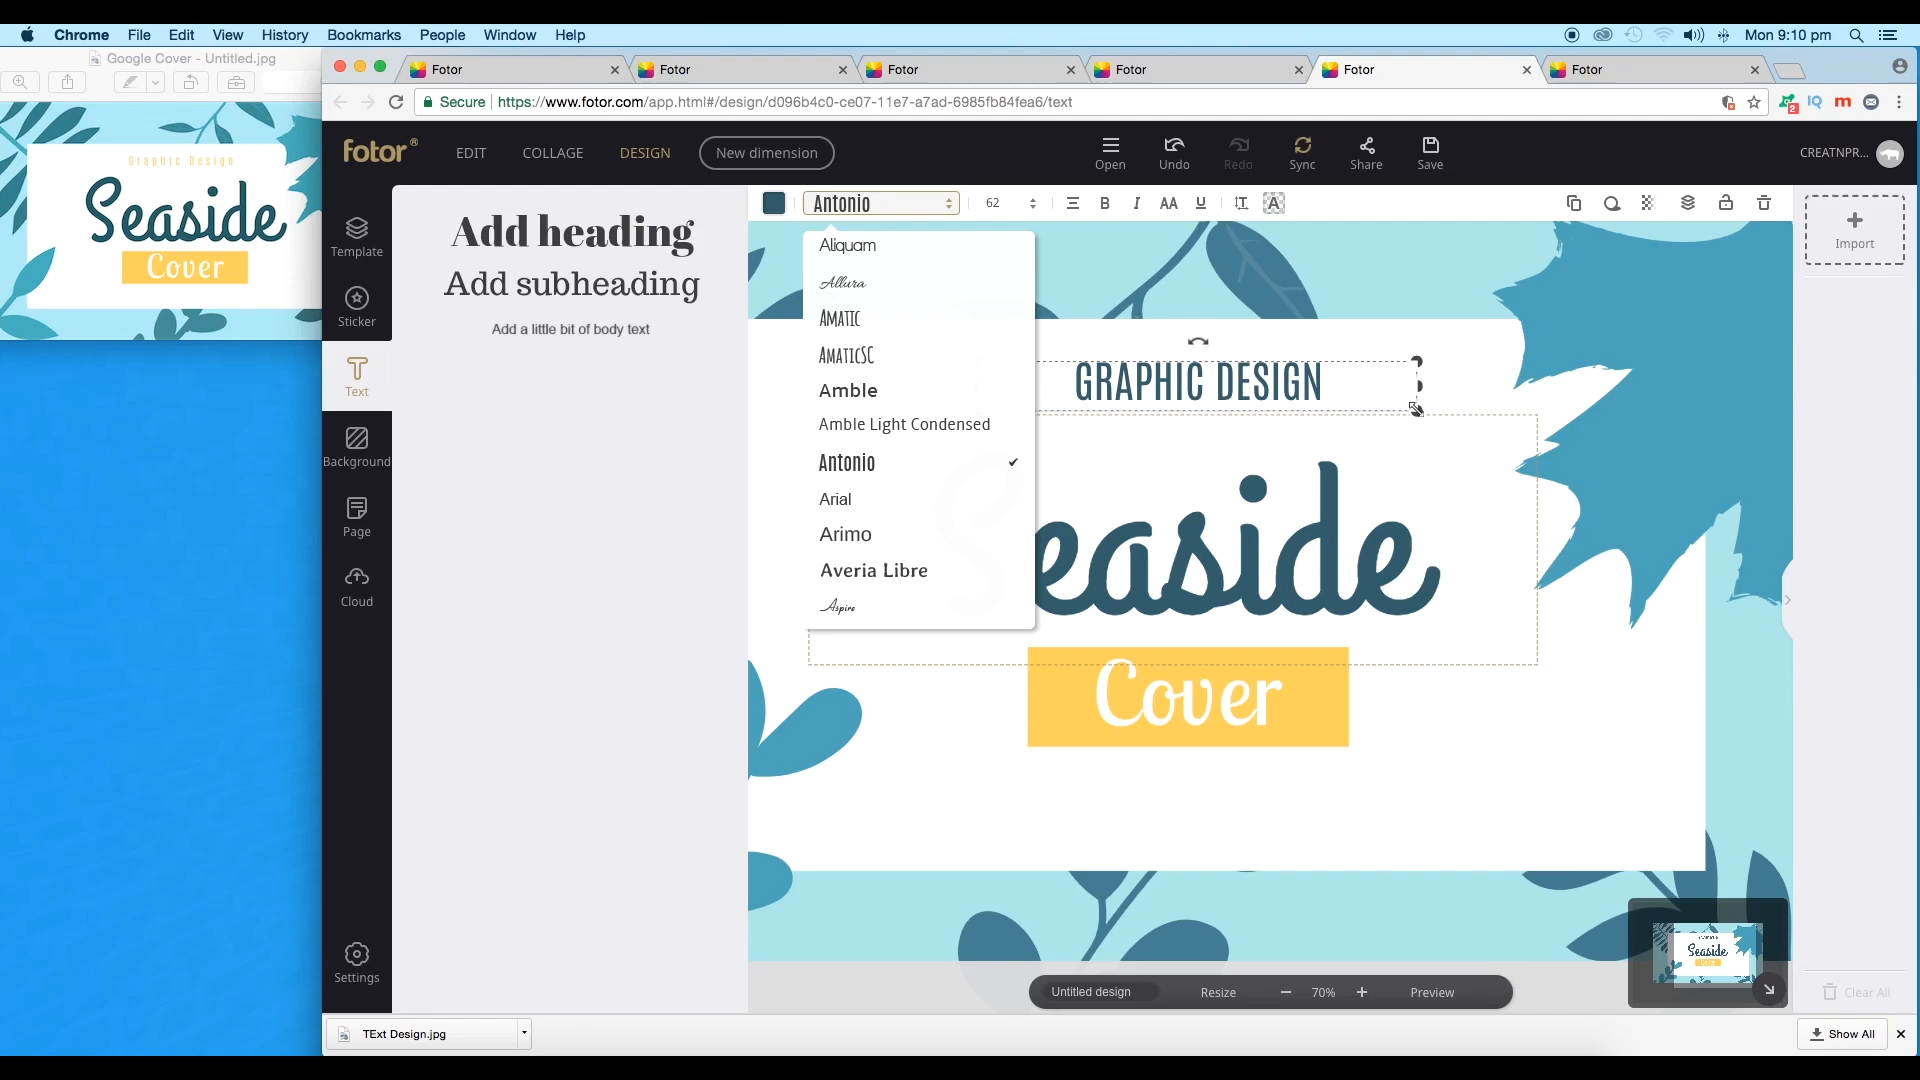 Chrome File Edit View History Bookmarks People Window Help Mon 9:10 pm
Google Cover - Untitled.jpg
Graphic Design
Seaside
Cover
Fotor Fotor Fotor Fotor Fotor Fotor
Secure https://www.fotor.com/app.html#/design/d096b4c0-ce07-11e7-a7ad-6985fb84fea6/text
2 IQ m
fotor® EDIT COLLAGE DESIGN New dimension Open Undo Redo Sync Share Save CREATNPR...
Template
Sticker
Text
Background
Page
Cloud
Settings
Add heading
Add subheading
Add a little bit of body text
Antonio 62 B I AA U A
Aliquam
Allura
AMATIC
AMATICSC
Amble
Amble Light Condensed
Antonio
Arial
Arimo
Averia Libre
Aspire
GRAPHIC DESIGN
Seaside
Cover
Import
Seaside
Untitled design Resize 70% Preview
Clear All
TExt Design.jpg
Show All